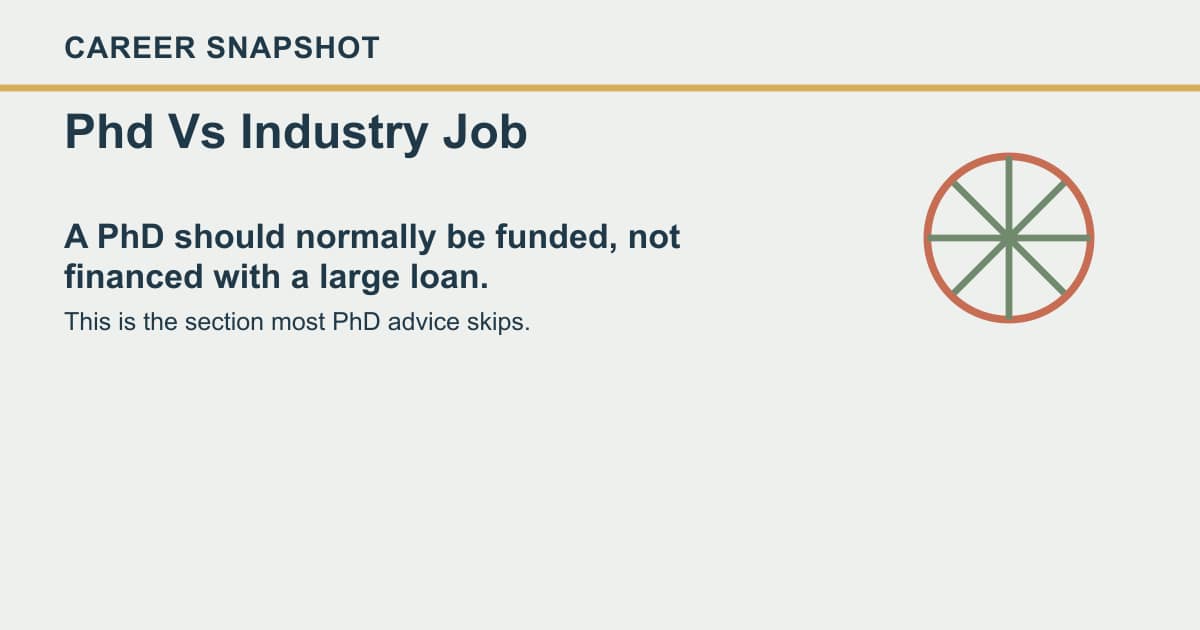 CAREER SNAPSHOT
Phd Vs Industry Job
A PhD should normally be funded, not
financed with a large loan.
This is the section most PhD advice skips.